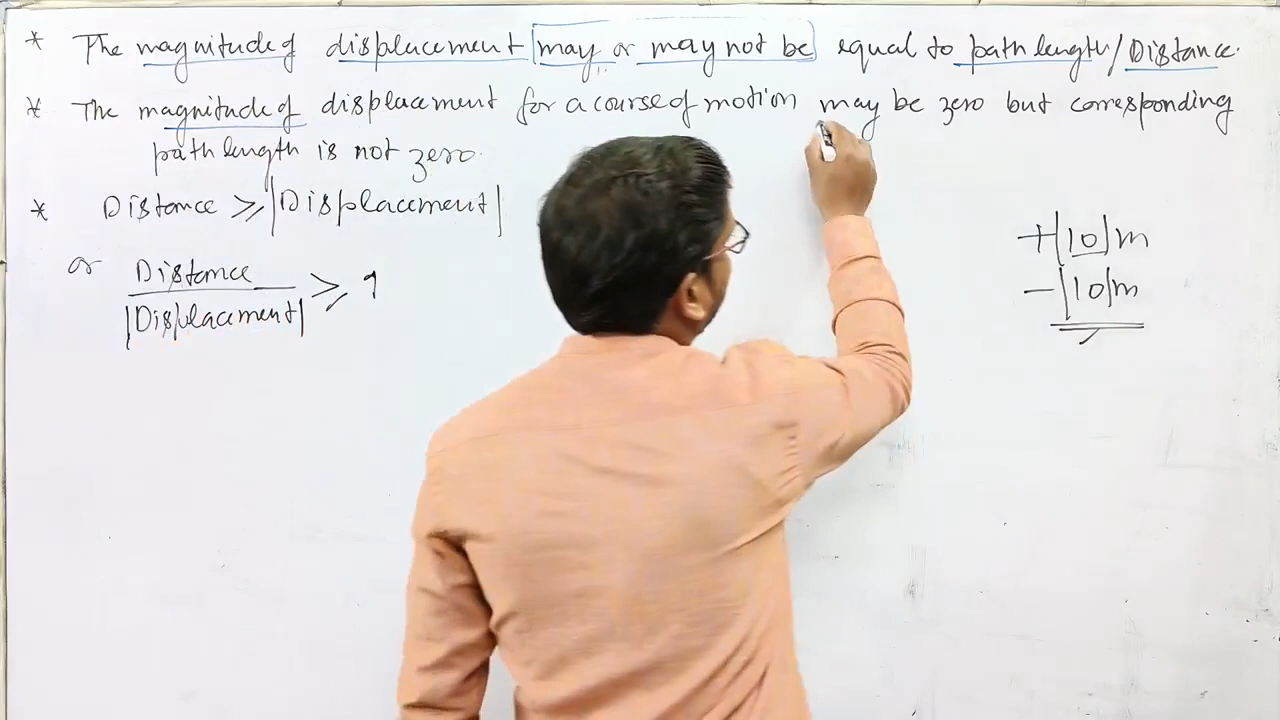 * The magnitude of displacement may or may not be equal to path length/Distance.
* The magnitude of displacement for a course of motion may be zero but corresponding
path length is not zero.
* Distance ⩾ |Displacement|
or Distance / |Displacement| ⩾ 1
+|10|m
-|10|m